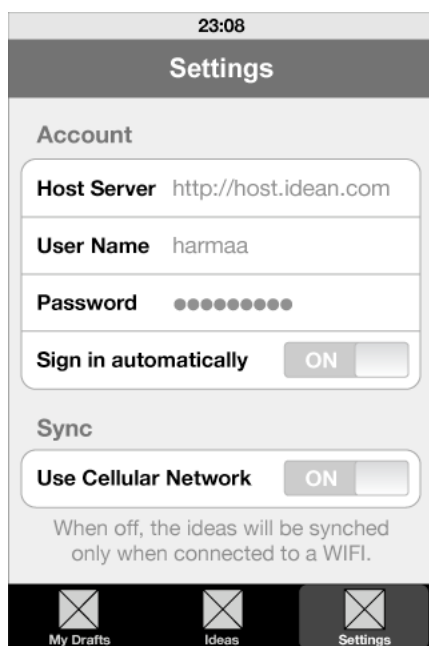 23:08
Settings
Account
Host Server http://host.idean.com
User Name harmaa
Password ●●●●●●●●●
Sign in automatically ON
Sync
Use Cellular Network ON
When off, the ideas will be synched
only when connected to a WIFI.
My Drafts Ideas Settings